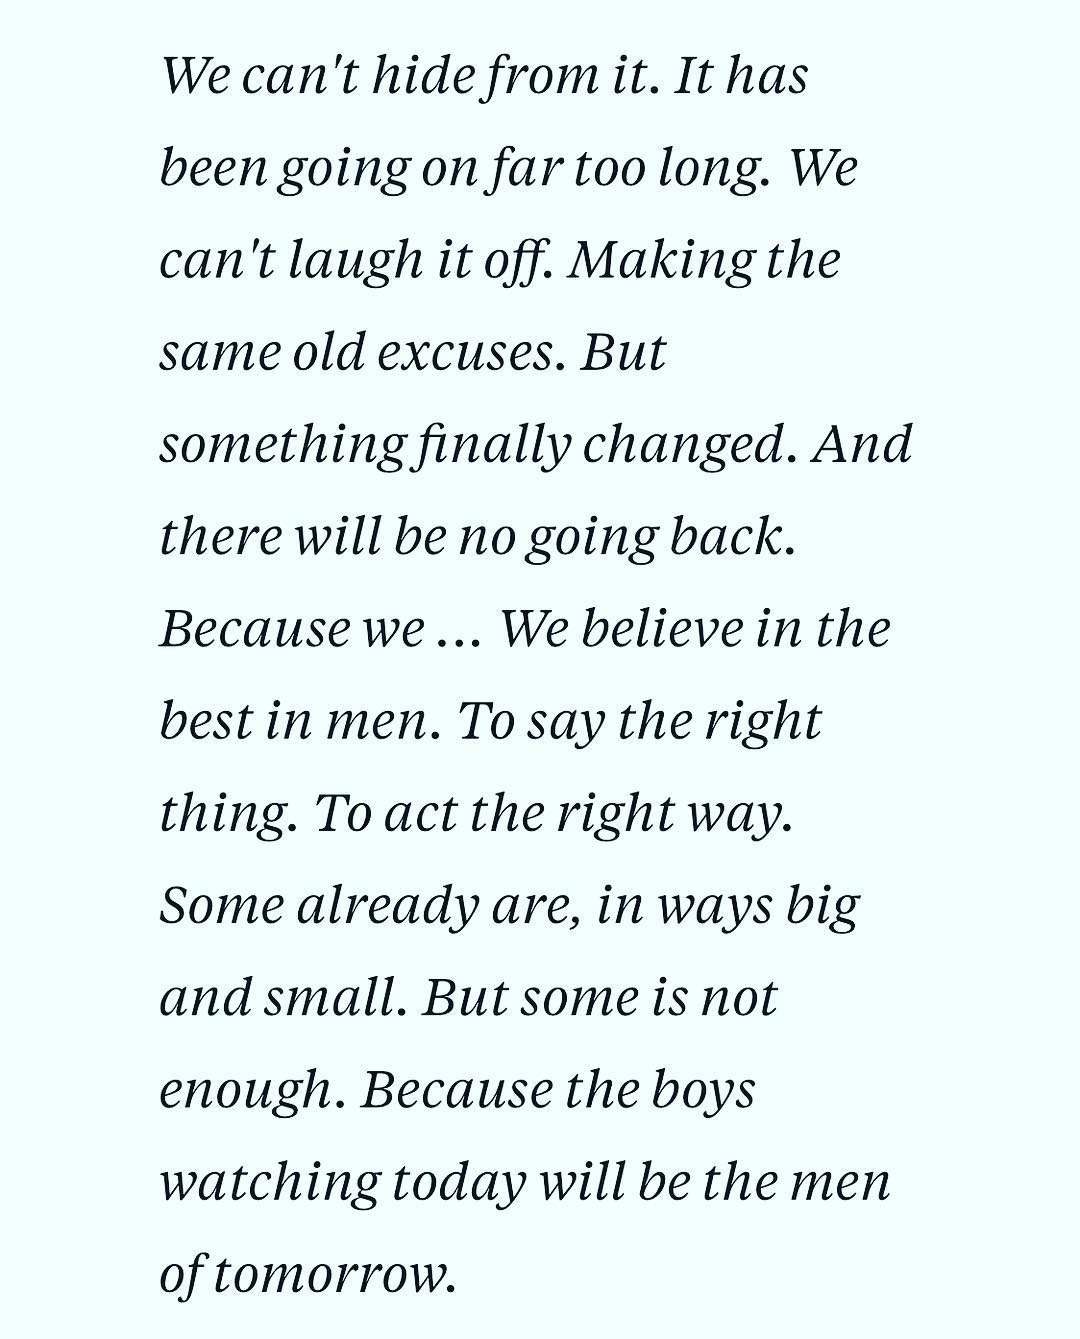 We can't hide from it. It has
been going on far too long. We
can't laugh it off. Making the
same old excuses. But
something finally changed. And
there will be no going back.
Because we ... We believe in the
best in men. To say the right
thing. To act the right way.
Some already are, in ways big
and small. But some is not
enough. Because the boys
watching today will be the men
of tomorrow.